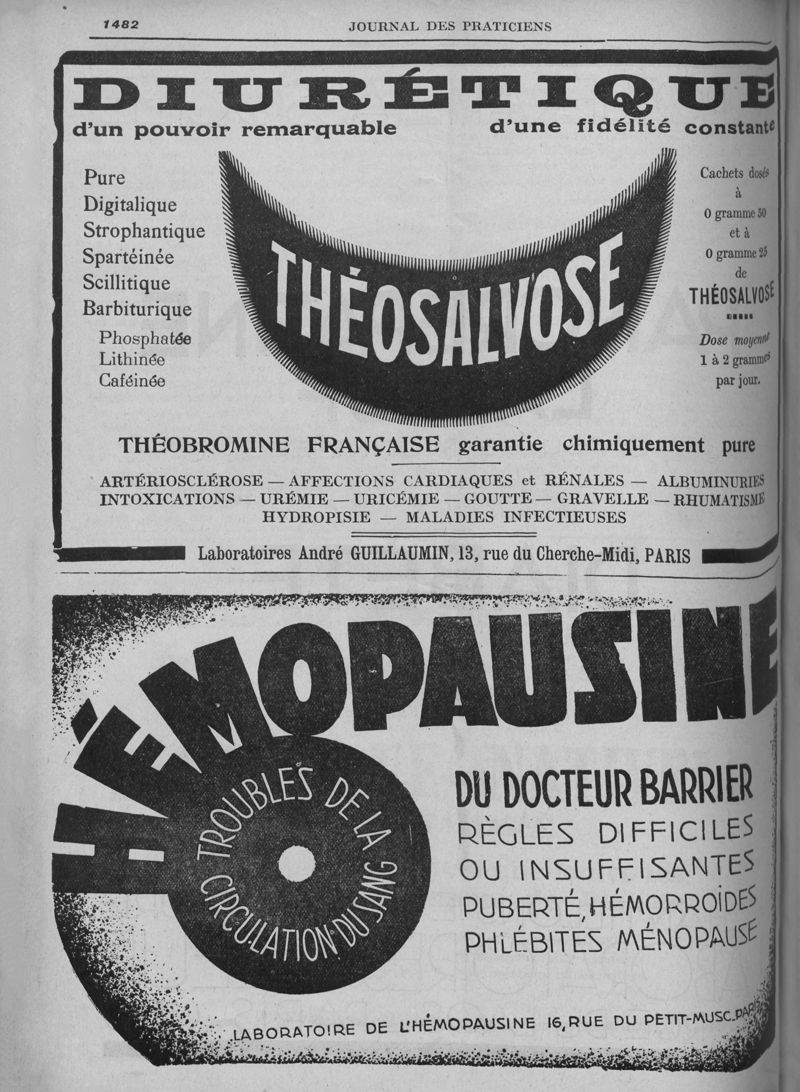 1482
JOURNAL DES PRATICIENS
DIURÉTIQUE
d'un pouvoir remarquable d'une fidélité constante
Pure
Digitalique
Strophantique
Spartéinée
Scillitique
Barbiturique
Phosphatée
Lithinée
Caféinée
THÉOSALVOSE
Cachets dosés
à
0 gramme 50
et à
0 gramme 25
de
THÉOSALVOSE
Dose moyenne
1 à 2 grammes
par jour.
THÉOBROMINE FRANÇAISE garantie chimiquement pure
ARTÉRIOSCLÉROSE — AFFECTIONS CARDIAQUES et RÉNALES — ALBUMINURIES
INTOXICATIONS — URÉMIE — URICÉMIE — GOUTTE — GRAVELLE — RHUMATISME
HYDROPISIE — MALADIES INFECTIEUSES
Laboratoires André GUILLAUMIN, 13, rue du Cherche-Midi, PARIS
HÉMOPAUSINE
TROUBLES DE LA
CIRCULATION DU SANG
DU DOCTEUR BARRIER
RÈGLES DIFFICILES
OU INSUFFISANTES
PUBERTÉ, HÉMORROÏDES
PHLÉBITES MÉNOPAUSE
LABORATOIRE DE L'HÉMOPAUSINE 16, RUE DU PETIT-MUSC-PARIS